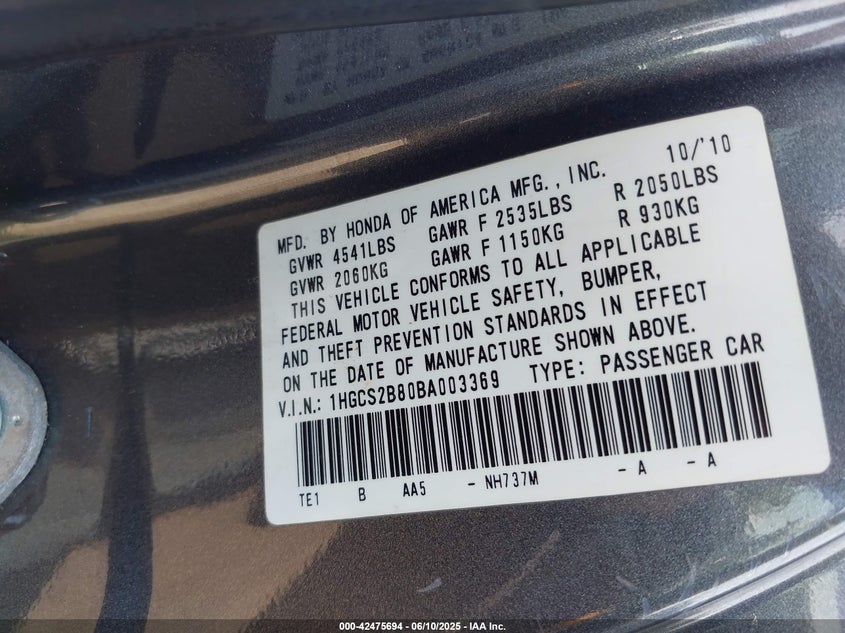 MFD. BY HONDA OF AMERICA MFG., INC. 10/'10
GVWR 4541LBS GAWR F 2535LBS R 2050LBS
GVWR 2060KG GAWR F 1150KG R 930KG
THIS VEHICLE CONFORMS TO ALL APPLICABLE
FEDERAL MOTOR VEHICLE SAFETY, BUMPER,
AND THEFT PREVENTION STANDARDS IN EFFECT
ON THE DATE OF MANUFACTURE SHOWN ABOVE.
V.I.N.: 1HGCS2B80BA003369 TYPE: PASSENGER CAR
TE1 B AA5 - NH737M - A - A
000-42475694 - 06/10/2025 - IAA Inc.